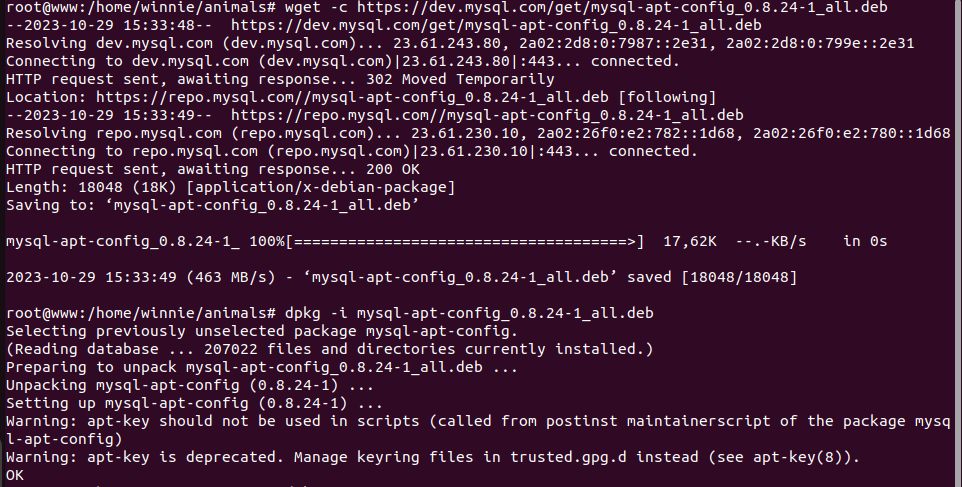 root@www:/home/winnie/animals# wget -c https://dev.mysql.com/get/mysql-apt-config_0.8.24-1_all.deb
--2023-10-29 15:33:48--  https://dev.mysql.com/get/mysql-apt-config_0.8.24-1_all.deb
Resolving dev.mysql.com (dev.mysql.com)... 23.61.243.80, 2a02:2d8:0:7987::2e31, 2a02:2d8:0:799e::2e31
Connecting to dev.mysql.com (dev.mysql.com)|23.61.243.80|:443... connected.
HTTP request sent, awaiting response... 302 Moved Temporarily
Location: https://repo.mysql.com//mysql-apt-config_0.8.24-1_all.deb [following]
--2023-10-29 15:33:49--  https://repo.mysql.com//mysql-apt-config_0.8.24-1_all.deb
Resolving repo.mysql.com (repo.mysql.com)... 23.61.230.10, 2a02:26f0:e2:782::1d68, 2a02:26f0:e2:780::1d68
Connecting to repo.mysql.com (repo.mysql.com)|23.61.230.10|:443... connected.
HTTP request sent, awaiting response... 200 OK
Length: 18048 (18K) [application/x-debian-package]
Saving to: ‘mysql-apt-config_0.8.24-1_all.deb’
mysql-apt-config_0.8.24-1_ 100%[=====================================>]  17,62K  --.-KB/s    in 0s
2023-10-29 15:33:49 (463 MB/s) - ‘mysql-apt-config_0.8.24-1_all.deb’ saved [18048/18048]
root@www:/home/winnie/animals# dpkg -i mysql-apt-config_0.8.24-1_all.deb
Selecting previously unselected package mysql-apt-config.
(Reading database ... 207022 files and directories currently installed.)
Preparing to unpack mysql-apt-config_0.8.24-1_all.deb ...
Unpacking mysql-apt-config (0.8.24-1) ...
Setting up mysql-apt-config (0.8.24-1) ...
Warning: apt-key should not be used in scripts (called from postinst maintainerscript of the package mysq
l-apt-config)
Warning: apt-key is deprecated. Manage keyring files in trusted.gpg.d instead (see apt-key(8)).
OK